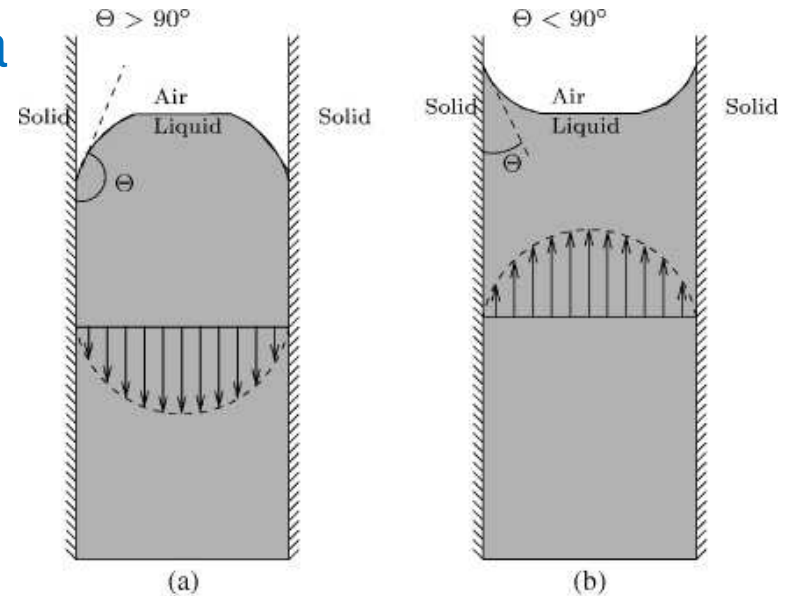 a
Θ > 90°
Air
Solid
Liquid
Solid
Θ
(a)
Θ < 90°
Air
Solid
Liquid
Solid
Θ
(b)